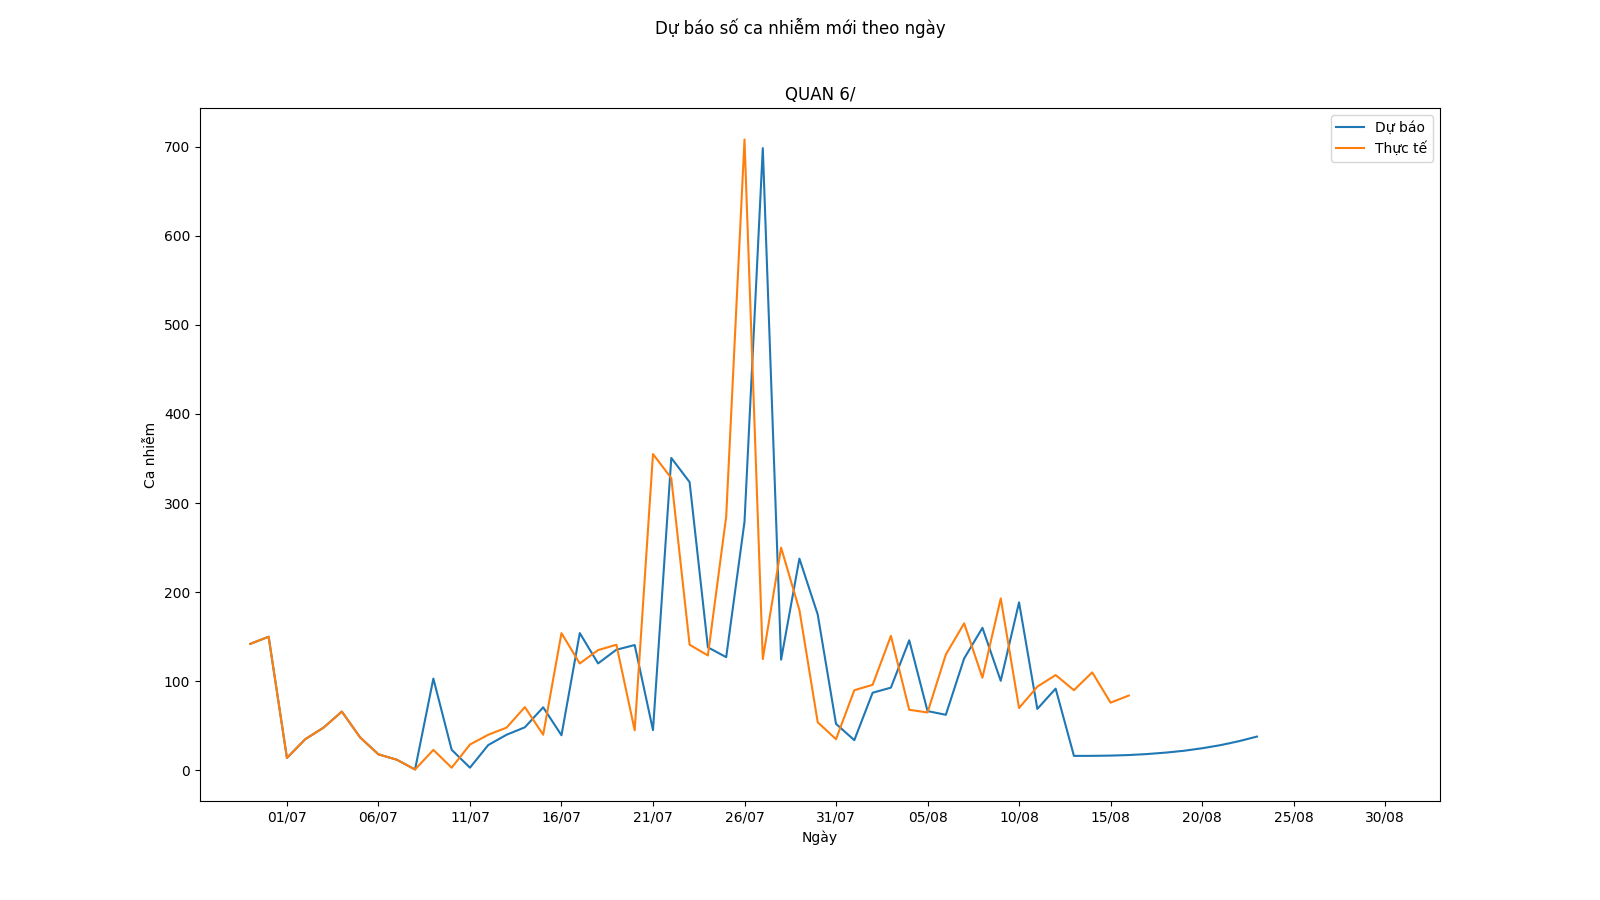 Dự báo số ca nhiễm mới theo ngày
QUAN 6/
Dự báo
Thực tế
700
600
500
400
300
200
100
0
Ca nhiễm
01/07 06/07 11/07 16/07 21/07 26/07 31/07 05/08 10/08 15/08 20/08 25/08 30/08
Ngày